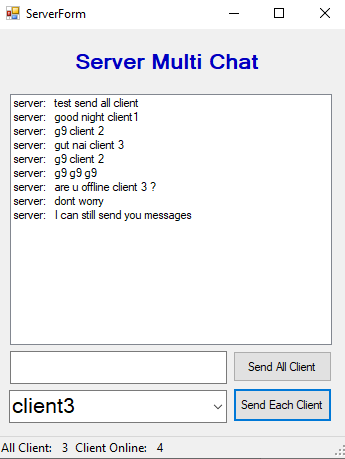 ServerForm
Server Multi Chat
server: test send all client
server: good night client1
server: g9 client 2
server: gut nai client 3
server: g9 client 2
server: g9 g9 g9
server: are u offline client 3 ?
server: dont worry
server: I can still send you messages
Send All Client
client3
Send Each Client
All Client: 3 Client Online: 4